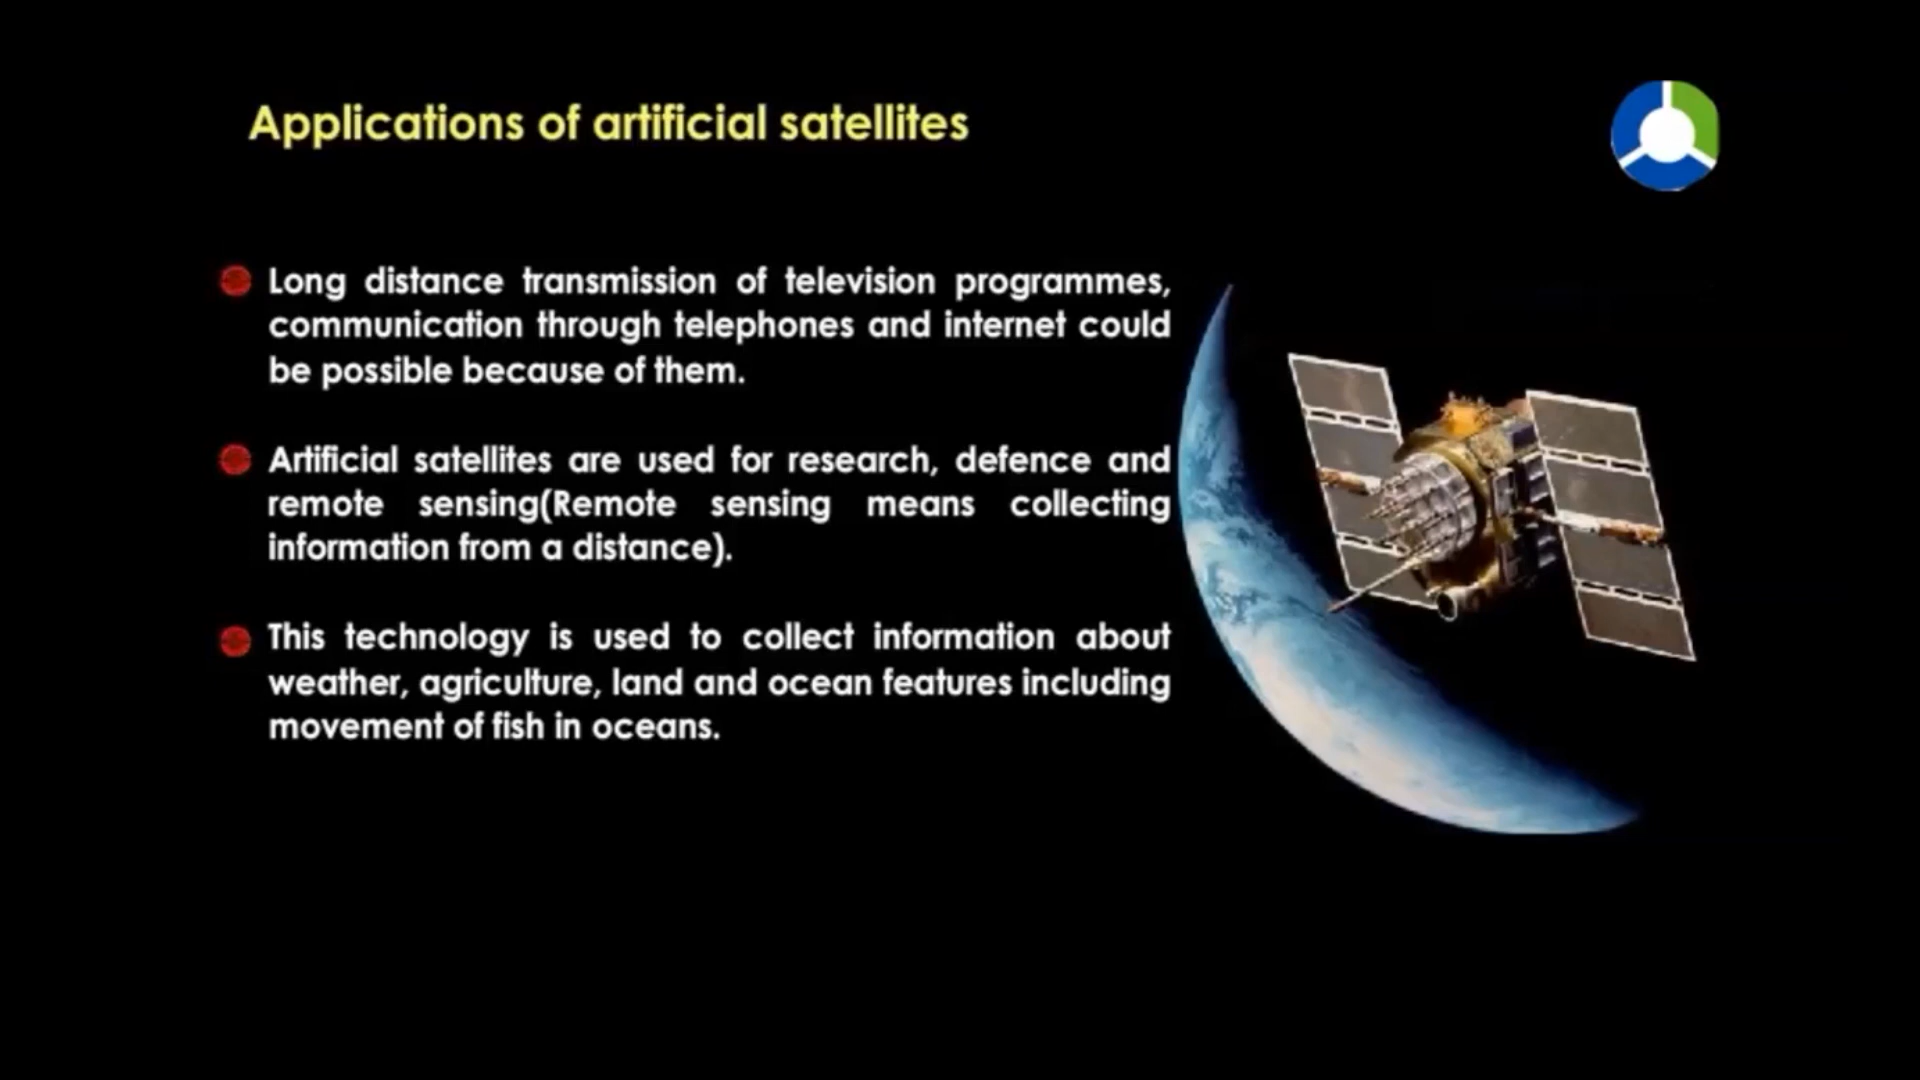 Applications of artificial satellites
Long distance transmission of television programmes,
communication through telephones and internet could
be possible because of them.
Artificial satellites are used for research, defence and
remote sensing(Remote sensing means collecting
information from a distance).
This technology is used to collect information about
weather, agriculture, land and ocean features including
movement of fish in oceans.